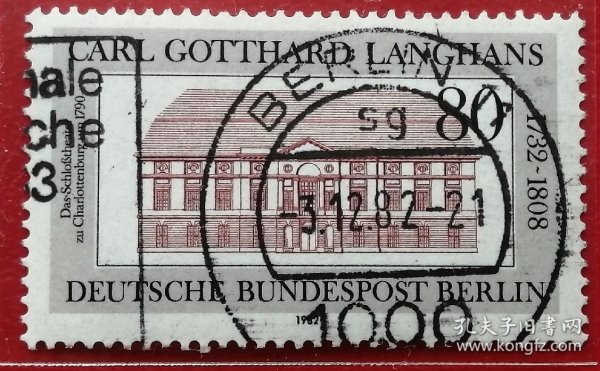 CARL GOTTHARD LANGHANS
80
1732-1808
Das Schloßtheater
zu Charlottenburg um 1790
DEUTSCHE BUNDESPOST BERLIN
1982
BERLIN
sg
-3.12.82-21
1000
nale
che
3
孔夫子旧书网
www.kongfz.com